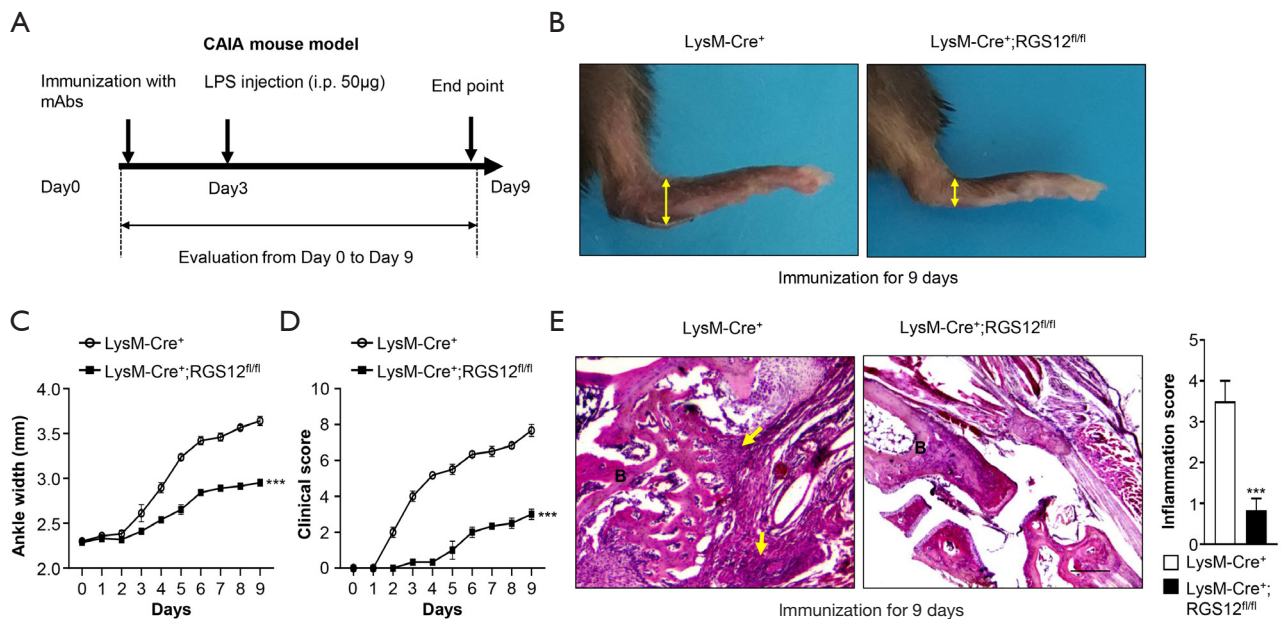 A
CAIA mouse model
Immunization with
mAbs
LPS injection (i.p. 50μg)
End point
Day0
Day3
Day9
Evaluation from Day 0 to Day 9
B
LysM-Cre⁺
LysM-Cre⁺;RGS12ᶠˡ/ᶠˡ
Immunization for 9 days
C
LysM-Cre⁺
LysM-Cre⁺;RGS12ᶠˡ/ᶠˡ
Ankle width (mm)
4.0
3.5
3.0
2.5
2.0
***
0 1 2 3 4 5 6 7 8 9
Days
D
LysM-Cre⁺
LysM-Cre⁺;RGS12ᶠˡ/ᶠˡ
Clinical score
10
8
6
4
2
0
***
0 1 2 3 4 5 6 7 8 9
Days
E
LysM-Cre⁺
LysM-Cre⁺;RGS12ᶠˡ/ᶠˡ
B
B
Immunization for 9 days
Inflammation score
5
4
3
2
1
0
***
LysM-Cre⁺
LysM-Cre⁺;
RGS12ᶠˡ/ᶠˡ